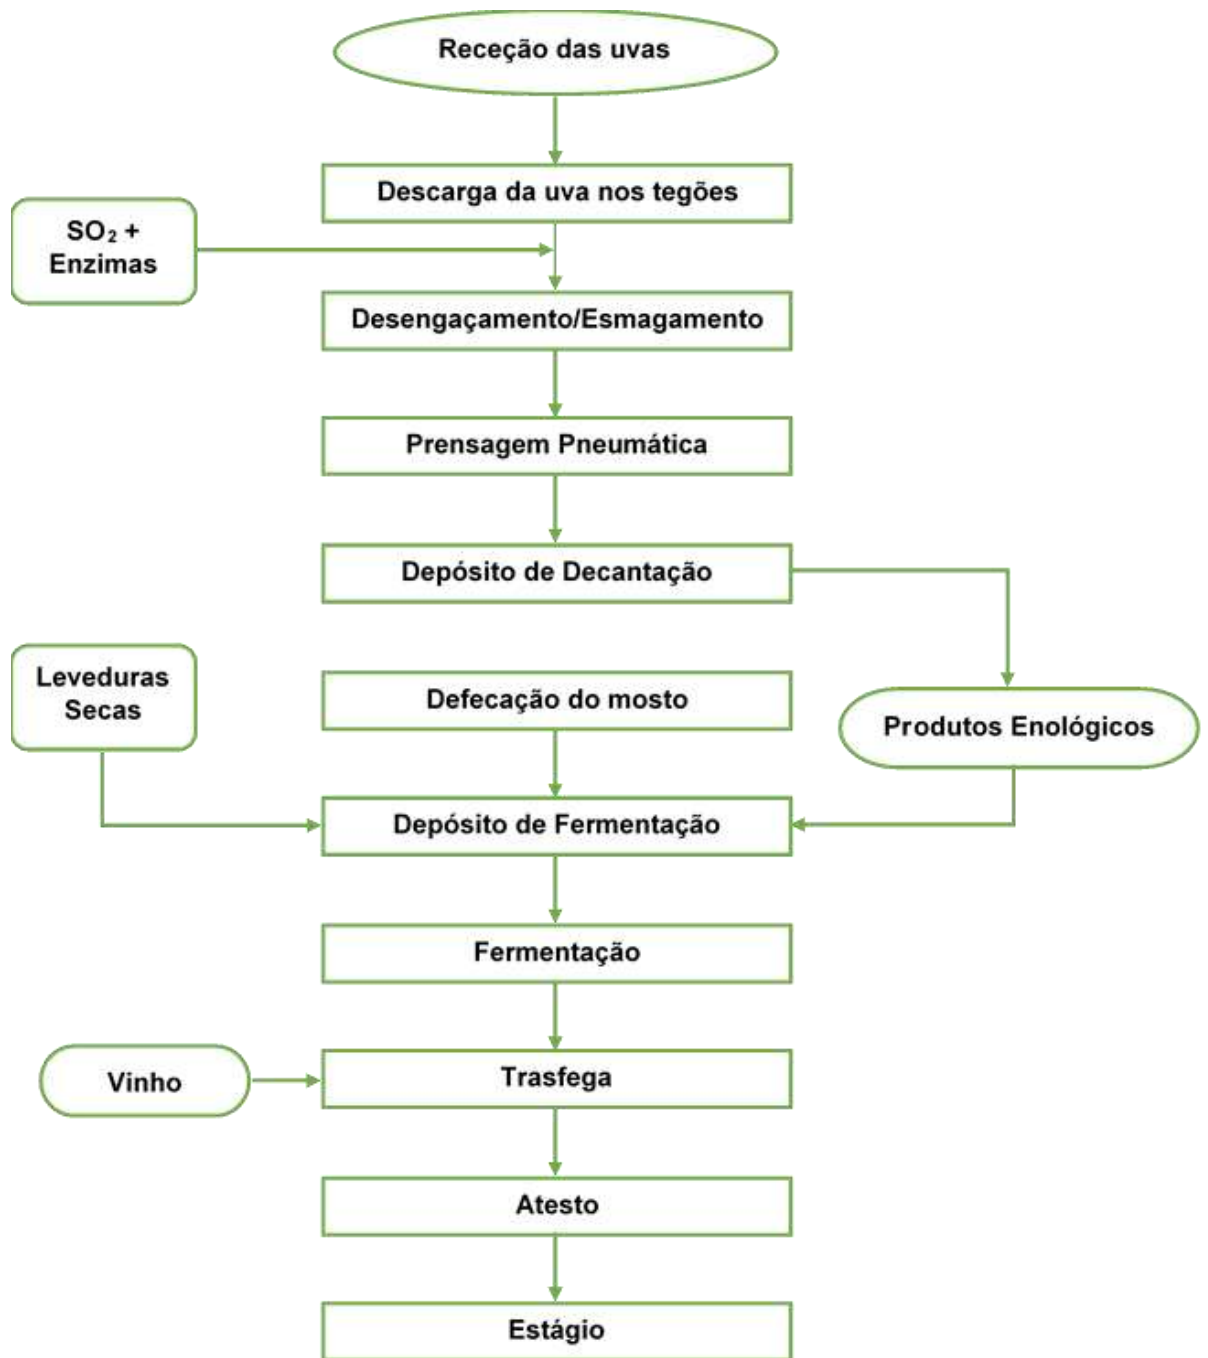 Receção das uvas
Descarga da uva nos tegões
SO₂ +
Enzimas
Desengaçamento/Esmagamento
Prensagem Pneumática
Depósito de Decantação
Leveduras
Secas
Defecação do mosto
Produtos Enológicos
Depósito de Fermentação
Fermentação
Vinho
Trasfega
Atesto
Estágio